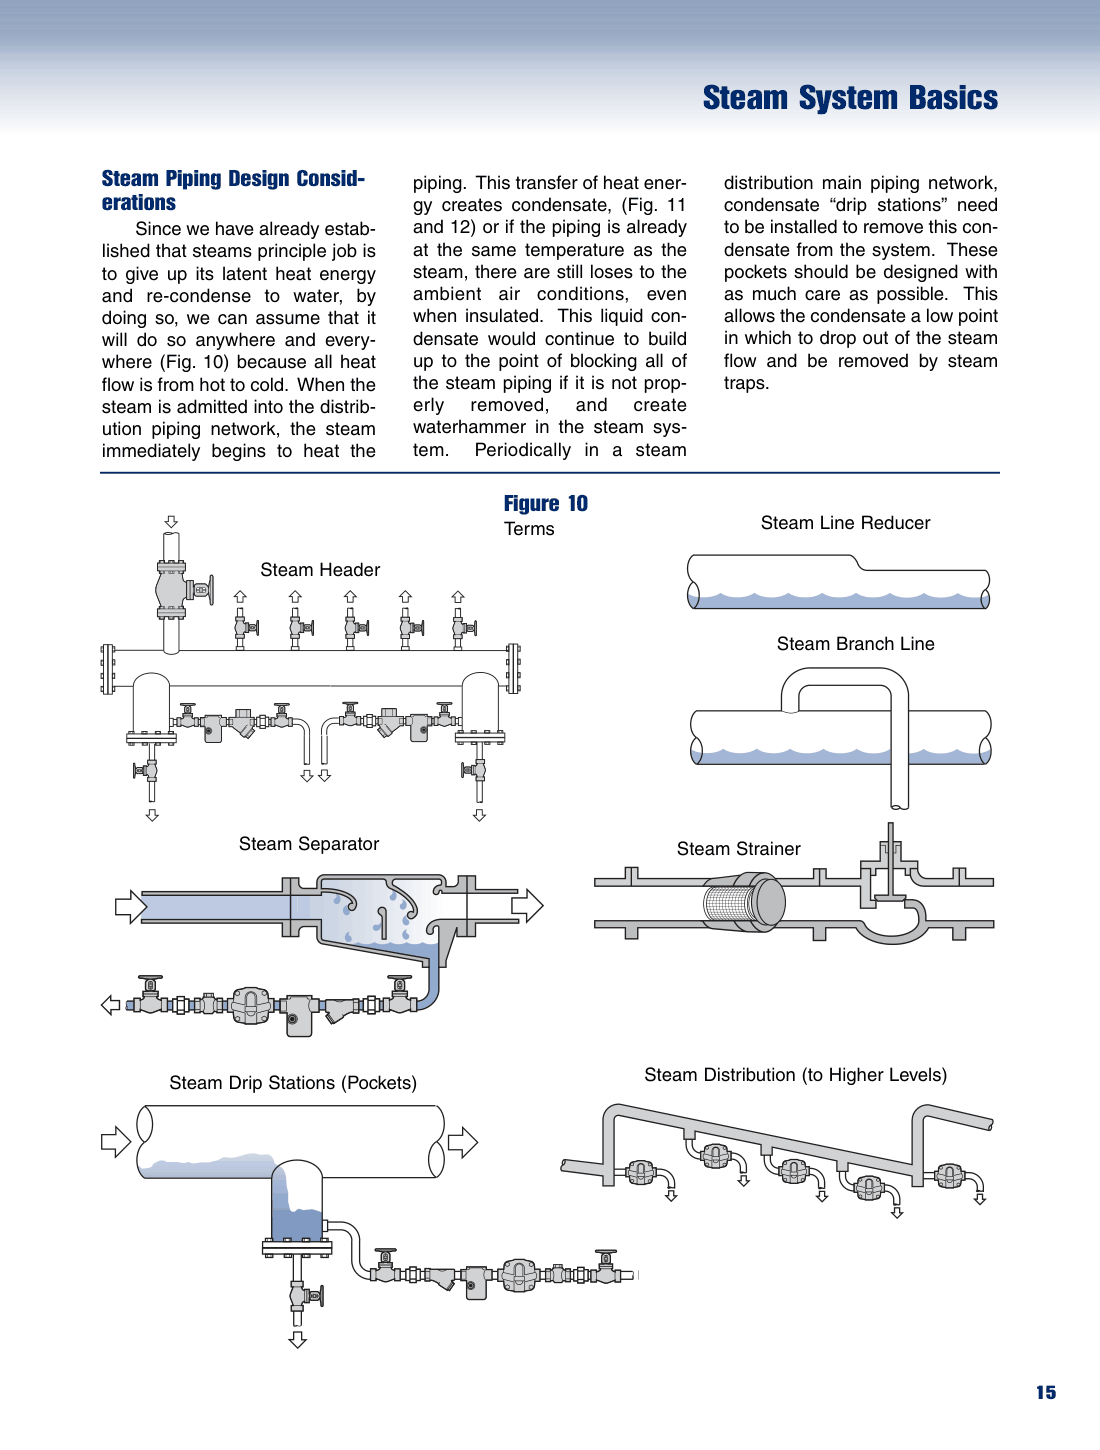 Steam System Basics
Steam Piping Design Consid-
erations
Since we have already estab-
lished that steams principle job is
to give up its latent heat energy
and re-condense to water, by
doing so, we can assume that it
will do so anywhere and every-
where (Fig. 10) because all heat
flow is from hot to cold. When the
steam is admitted into the distrib-
ution piping network, the steam
immediately begins to heat the
piping. This transfer of heat ener-
gy creates condensate, (Fig. 11
and 12) or if the piping is already
at the same temperature as the
steam, there are still loses to the
ambient air conditions, even
when insulated. This liquid con-
densate would continue to build
up to the point of blocking all of
the steam piping if it is not prop-
erly removed, and create
waterhammer in the steam sys-
tem. Periodically in a steam
distribution main piping network,
condensate “drip stations” need
to be installed to remove this con-
densate from the system. These
pockets should be designed with
as much care as possible. This
allows the condensate a low point
in which to drop out of the steam
flow and be removed by steam
traps.
Figure 10
Terms
Steam Header
Steam Line Reducer
Steam Branch Line
Steam Separator
Steam Strainer
Steam Drip Stations (Pockets)
Steam Distribution (to Higher Levels)
15